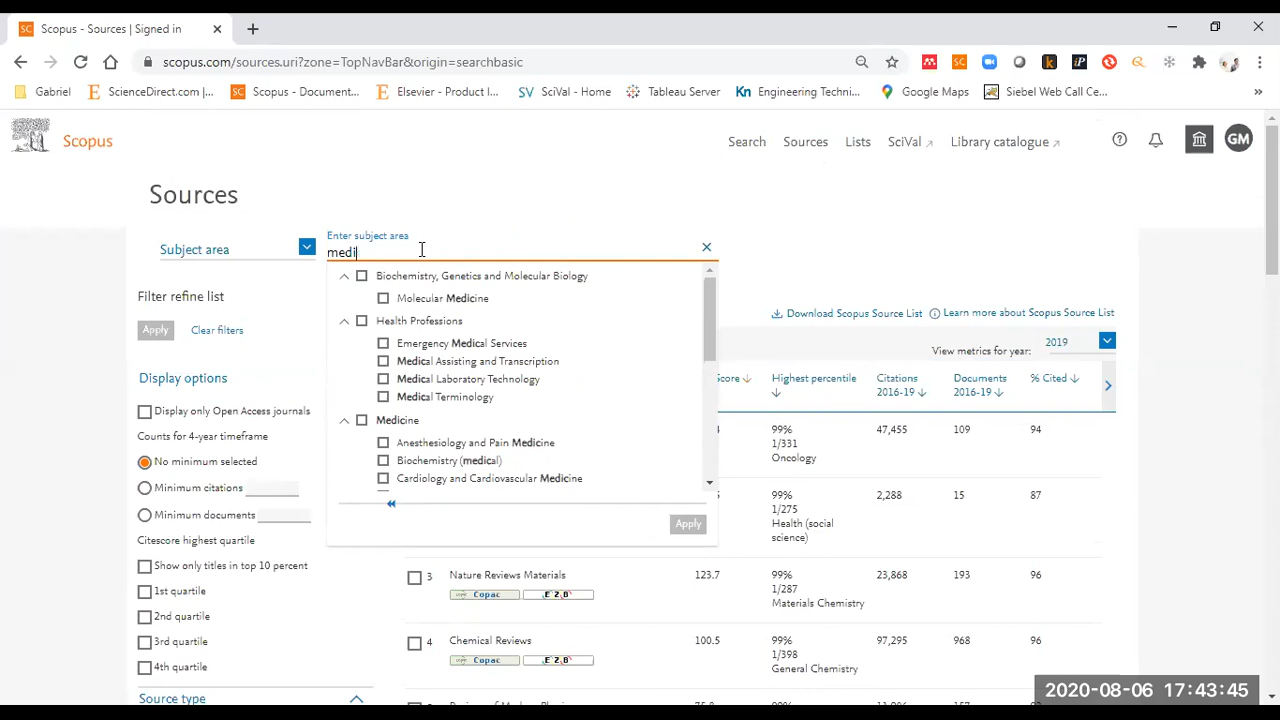 SC Scopus - Sources | Signed in
scopus.com/sources.uri?zone=TopNavBar&origin=searchbasic
Gabriel
ScienceDirect.com |...
Scopus - Document...
Elsevier - Product I...
SciVal - Home
Tableau Server
Engineering Techni...
Google Maps
Siebel Web Call Ce...
Scopus
Search
Sources
Lists
SciVal
Library catalogue
GM
Sources
Subject area
Enter subject area
medi
Biochemistry, Genetics and Molecular Biology
Molecular Medicine
Health Professions
Emergency Medical Services
Medical Assisting and Transcription
Medical Laboratory Technology
Medical Terminology
Medicine
Anesthesiology and Pain Medicine
Biochemistry (medical)
Cardiology and Cardiovascular Medicine
Apply
Filter refine list
Apply
Clear filters
Display options
Display only Open Access journals
Counts for 4-year timeframe
No minimum selected
Minimum citations
Minimum documents
Citescore highest quartile
Show only titles in top 10 percent
1st quartile
2nd quartile
3rd quartile
4th quartile
Source type
Download Scopus Source List
Learn more about Scopus Source List
View metrics for year:
2019
Score
Highest percentile
Citations
2016-19
Documents
2016-19
% Cited
99%
1/331
Oncology
47,455
109
94
99%
1/275
Health (social
science)
2,288
15
87
3
Nature Reviews Materials
Copac
EZB
123.7
99%
1/287
Materials Chemistry
23,868
193
96
4
Chemical Reviews
Copac
EZB
100.5
99%
1/398
General Chemistry
97,295
968
96
2020-08-06 17:43:45